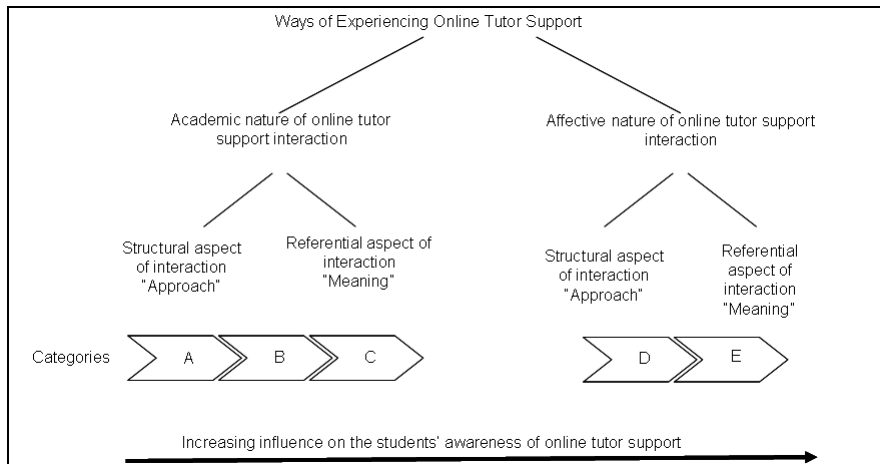 Ways of Experiencing Online Tutor Support
Academic nature of online tutor
support interaction
Affective nature of online tutor support
interaction
Structural aspect
of interaction
"Approach"
Referential aspect of
interaction
"Meaning"
Structural aspect
of interaction
"Approach"
Referential
aspect of
interaction
"Meaning"
Categories
A
B
C
D
E
Increasing influence on the students' awareness of online tutor support